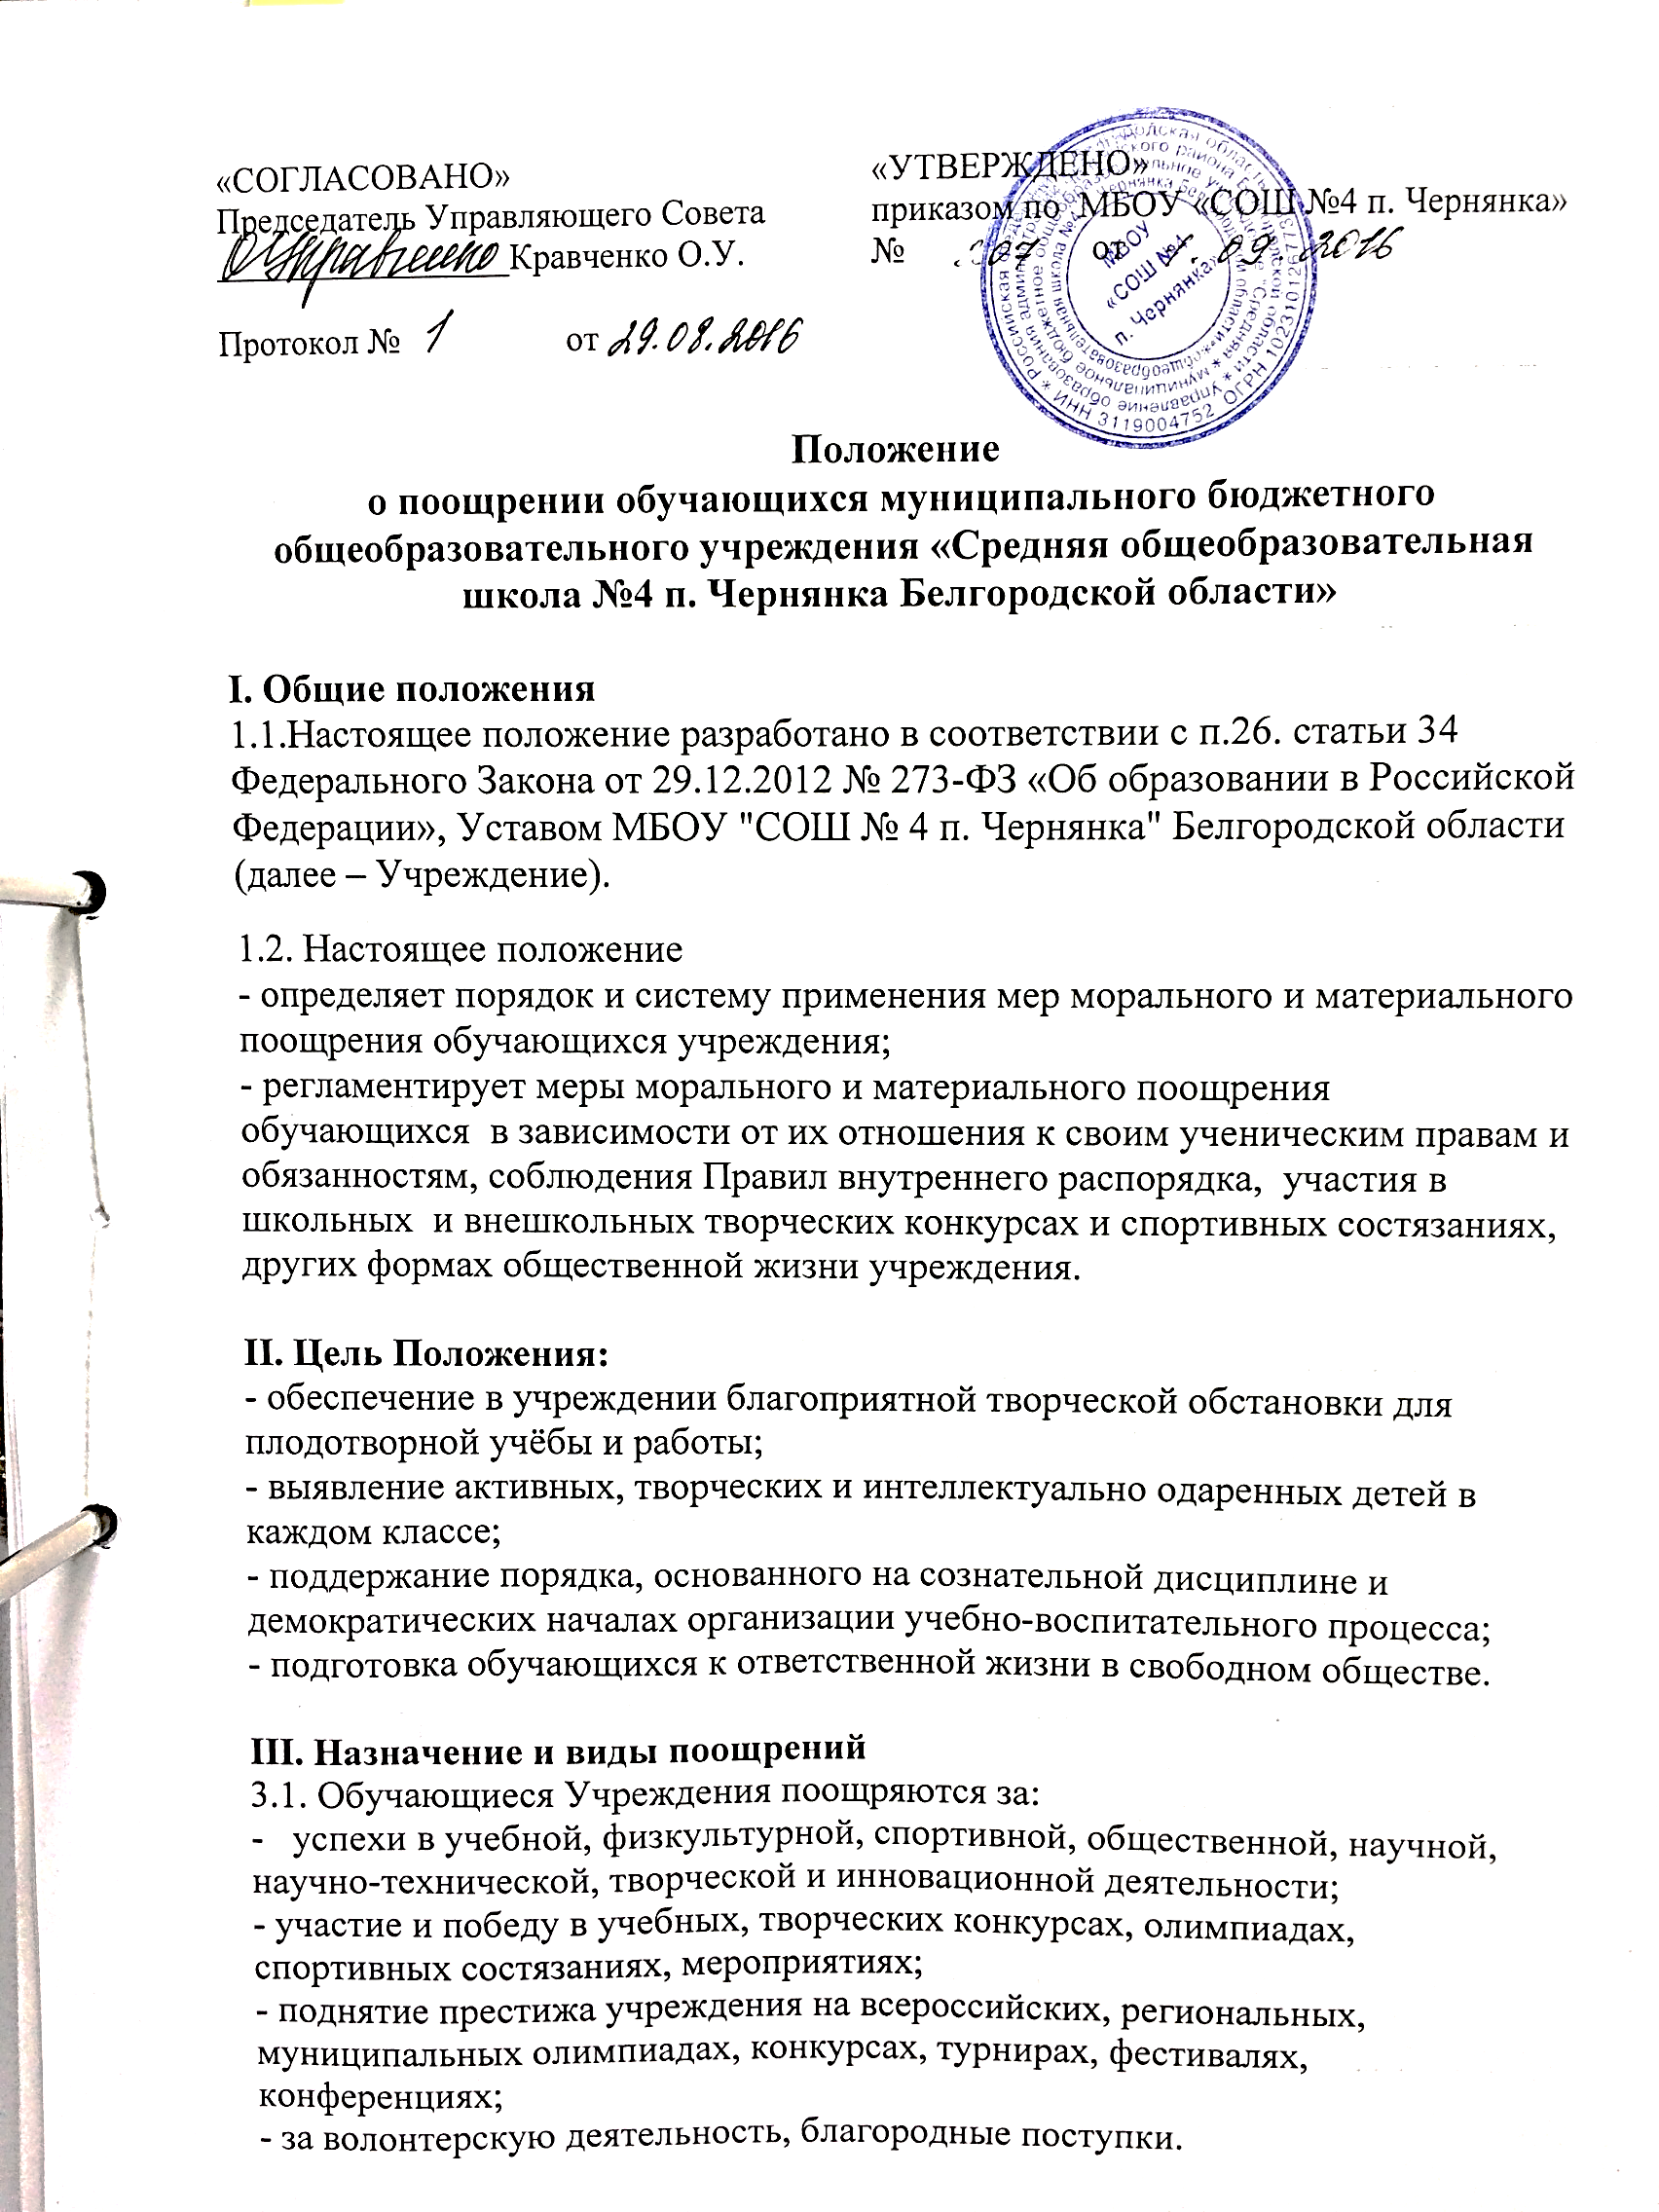 «СОГЛАСОВАНО»
Председатель Управляющего Совета
Кравченко О.У.
Протокол № 1 от 29.08.2016
«УТВЕРЖДЕНО»
приказом по МБОУ «СОШ №4 п. Чернянка»
№ 307 от 09. 2016
МБОУ
«СОШ №4
п. Чернянка»
ИНН 3119004752 ОГРН
Положение
о поощрении обучающихся муниципального бюджетного
общеобразовательного учреждения «Средняя общеобразовательная
школа №4 п. Чернянка Белгородской области»
I. Общие положения
1.1.Настоящее положение разработано в соответствии с п.26. статьи 34
Федерального Закона от 29.12.2012 № 273-ФЗ «Об образовании в Российской
Федерации», Уставом МБОУ "СОШ № 4 п. Чернянка" Белгородской области
(далее – Учреждение).
1.2. Настоящее положение
- определяет порядок и систему применения мер морального и материального
поощрения обучающихся учреждения;
- регламентирует меры морального и материального поощрения
обучающихся в зависимости от их отношения к своим ученическим правам и
обязанностям, соблюдения Правил внутреннего распорядка, участия в
школьных и внешкольных творческих конкурсах и спортивных состязаниях,
других формах общественной жизни учреждения.
II. Цель Положения:
- обеспечение в учреждении благоприятной творческой обстановки для
плодотворной учёбы и работы;
- выявление активных, творческих и интеллектуально одаренных детей в
каждом классе;
- поддержание порядка, основанного на сознательной дисциплине и
демократических началах организации учебно-воспитательного процесса;
- подготовка обучающихся к ответственной жизни в свободном обществе.
III. Назначение и виды поощрений
3.1. Обучающиеся Учреждения поощряются за:
- успехи в учебной, физкультурной, спортивной, общественной, научной,
научно-технической, творческой и инновационной деятельности;
- участие и победу в учебных, творческих конкурсах, олимпиадах,
спортивных состязаниях, мероприятиях;
- поднятие престижа учреждения на всероссийских, региональных,
муниципальных олимпиадах, конкурсах, турнирах, фестивалях,
конференциях;
- за волонтерскую деятельность, благородные поступки.